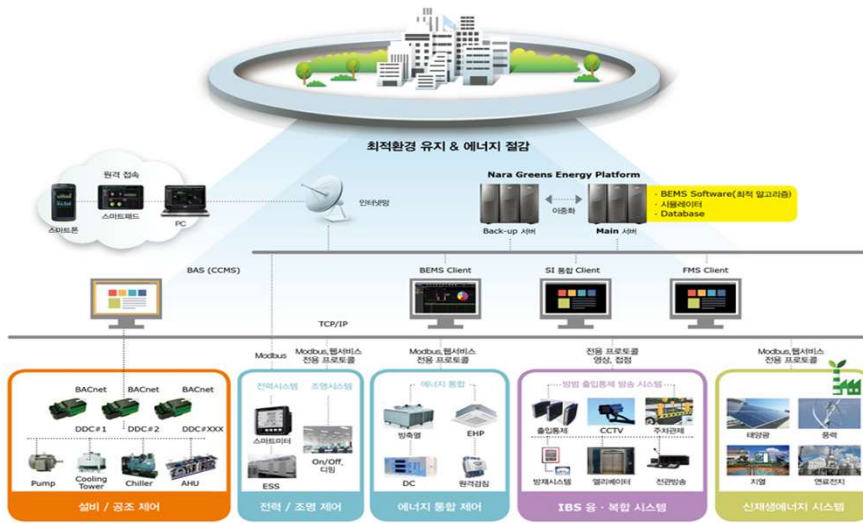 최적환경 유지 & 에너지 절감
원격 접속
스마트폰
스마트패드
PC
인터넷망
Nara Greens Energy Platform
Back-up 서버
이중화
Main 서버
· BEMS Software(최적 알고리즘)
· 시뮬레이터
· Database
BAS (CCMS)
BEMS Client
SI 통합 Client
FMS Client
TCP/IP
Modbus
Modbus,웹서비스
전용 프로토콜
Modbus,웹서비스
전용 프로토콜
전용 프로토콜
영상, 접점
Modbus,웹서비스
전용 프로토콜
BACnet
BACnet
BACnet
DDC#1
DDC#2
DDC#XXX
Pump
Cooling
Tower
Chiller
AHU
설비 / 공조 제어
전력시스템
조명시스템
스마트미터
ESS
On/Off,
디밍
전력 / 조명 제어
에너지 통합
빙축열
EHP
DC
원격검침
에너지 통합 제어
방범 출입통제 방송 시스템
출입통제
CCTV
주차관제
방재시스템
엘리베이터
전관방송
IBS 융 · 복합 시스템
태양광
풍력
지열
연료전지
신재생에너지 시스템